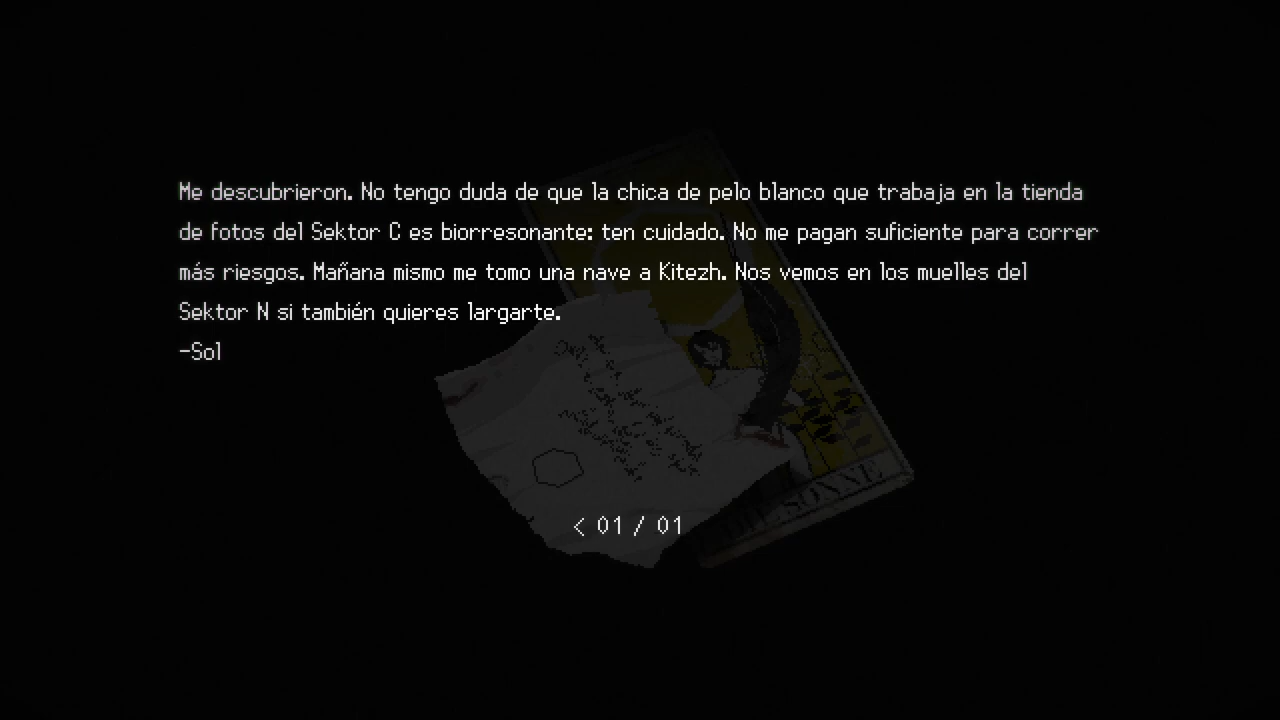 Me descubrieron. No tengo duda de que la chica de pelo blanco que trabaja en la tienda
de fotos del Sektor C es biorresonante: ten cuidado. No me pagan suficiente para correr
más riesgos. Mañana mismo me tomo una nave a Kitezh. Nos vemos en los muelles del
Sektor N si también quieres largarte.
-Sol
DIE SONNE
< 01 / 01